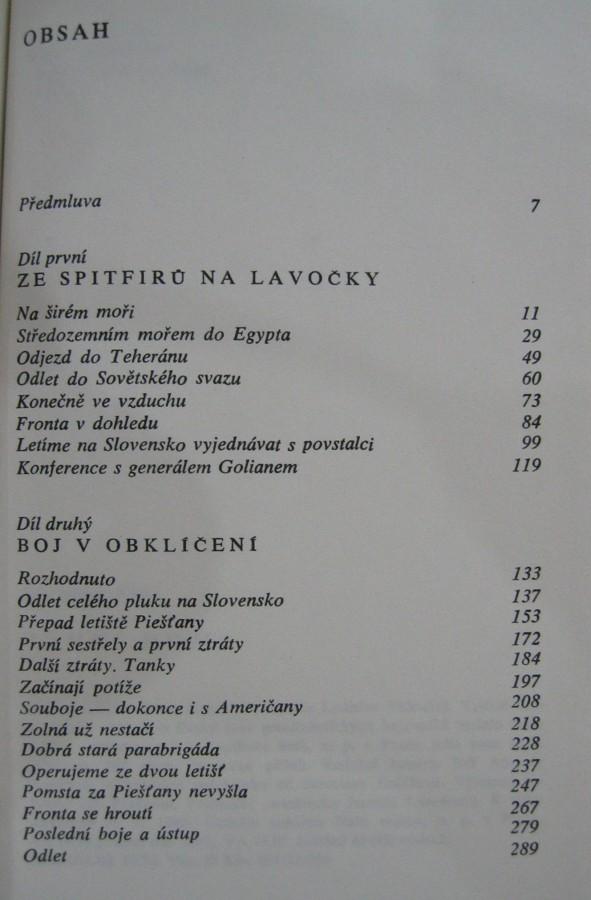 OBSAH
Předmluva 7
Díl první
ZE SPITFIRŮ NA LAVOČKY
Na širém moři 11
Středozemním mořem do Egypta 29
Odjezd do Teheránu 49
Odlet do Sovětského svazu 60
Konečně ve vzduchu 73
Fronta v dohledu 84
Letíme na Slovensko vyjednávat s povstalci 99
Konference s generálem Golianem 119
Díl druhý
BOJ V OBKLÍČENÍ
Rozhodnuto 133
Odlet celého pluku na Slovensko 137
Přepad letiště Piešťany 153
První sestřely a první ztráty 172
Další ztráty. Tanky 184
Začínají potíže 197
Souboje — dokonce i s Američany 208
Zolná už nestačí 218
Dobrá stará parabrigáda 228
Operujeme ze dvou letišť 237
Pomsta za Piešťany nevyšla 247
Fronta se hroutí 267
Poslední boje a ústup 279
Odlet 289